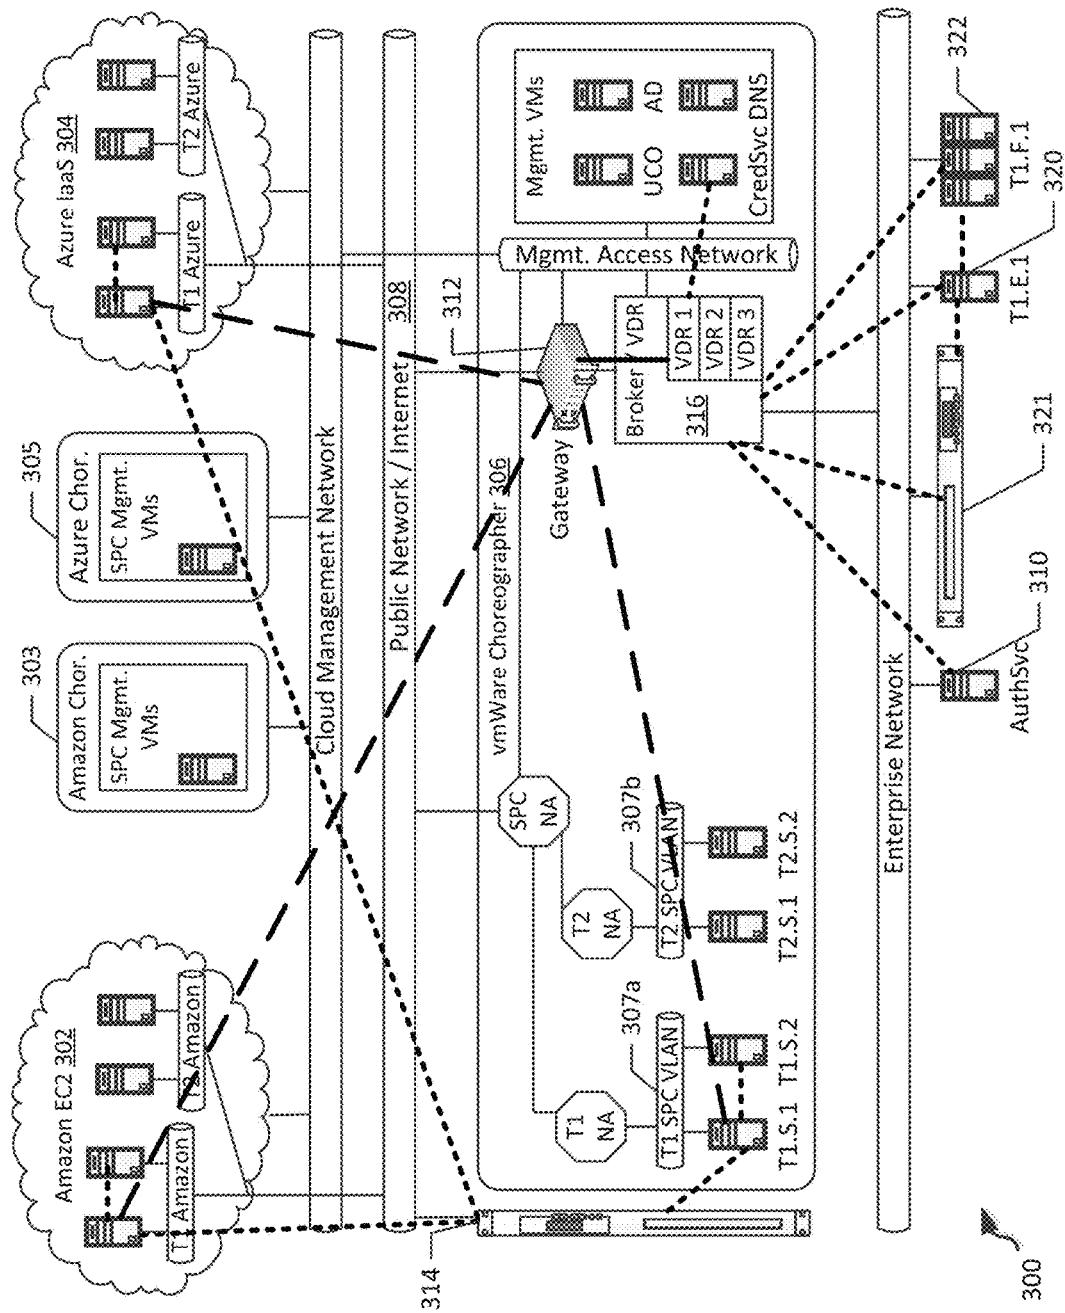 Amazon EC2 302
T1 Amazon
T2 Amazon
Amazon Chor.
SPC Mgmt.
VMs
303
Azure Chor.
SPC Mgmt.
VMs
305
Azure IaaS 304
T1 Azure
T2 Azure
Cloud Management Network
Public Network / Internet 308
314
vmWare Choreographer 306
312
Gateway
SPC
NA
T1
NA
T2
NA
T1 SPC VLAN
307a
T2 SPC VLAN
307b
T1.S.1
T1.S.2
T2.S.1
T2.S.2
Broker / VDR
316
VDR 1
VDR 2
VDR 3
Mgmt. Access Network
Mgmt. VMs
UCO
AD
CredSvc
DNS
Enterprise Network
AuthSvc
310
321
T1.E.1
320
T1.F.1
322
300